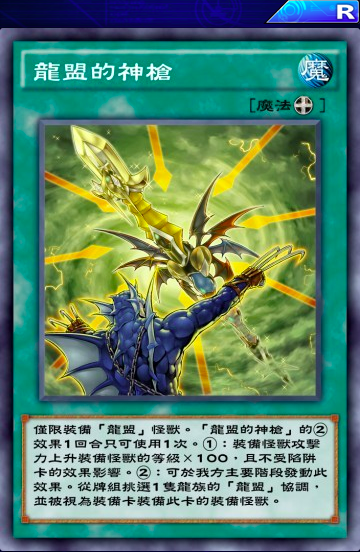 R
龍盟的神槍
魔
[魔法]
僅限裝備「龍盟」怪獸。「龍盟的神槍」的②
效果1回合只可使用1次。①：裝備怪獸攻擊
力上升裝備怪獸的等級×100，且不受陷阱
卡的效果影響。②：可於我方主要階段發動此
效果。從牌組挑選1隻龍族的「龍盟」協調，
並被視為裝備卡裝備此卡的裝備怪獸。